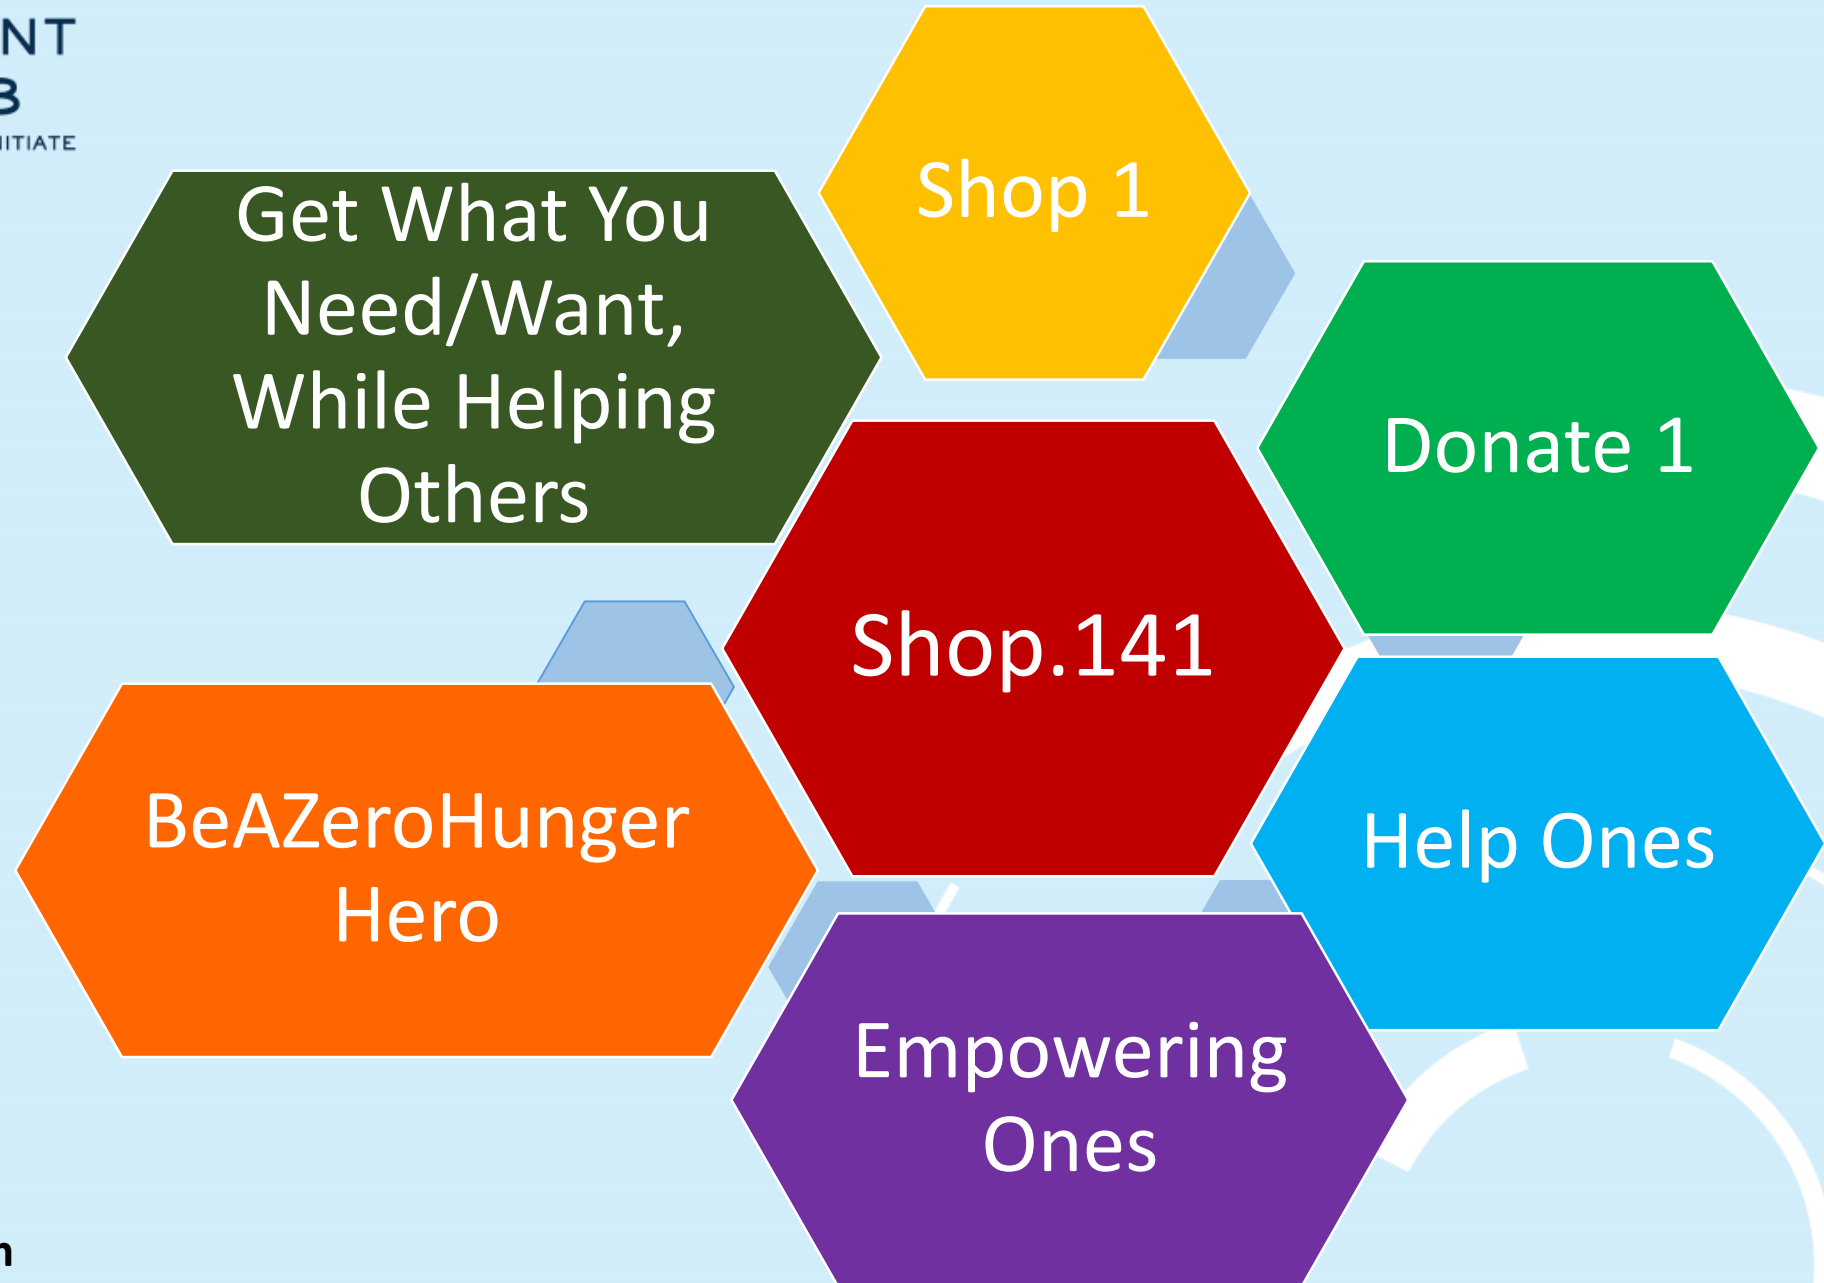 Get What You
Need/Want,
While Helping
Others
Shop 1
Donate 1
Shop.141
Help Ones
Empowering
Ones
BeAZeroHunger
Hero